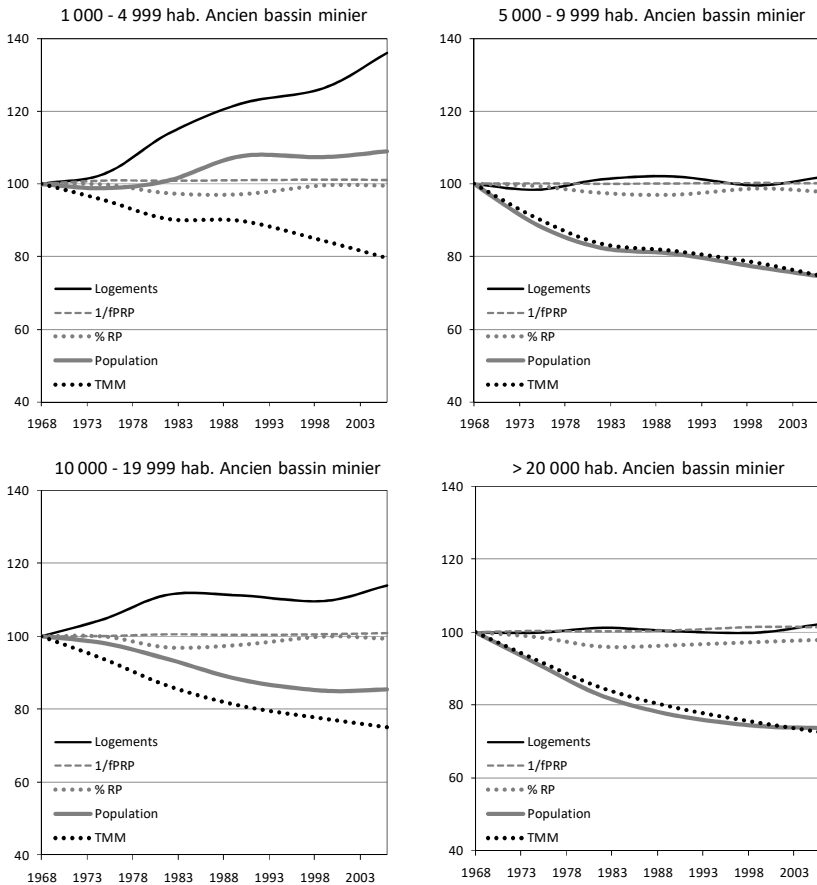 1 000 - 4 999 hab. Ancien bassin minier
140
120
100
80
60
40
Logements
1/fPRP
% RP
Population
TMM
1968 1973 1978 1983 1988 1993 1998 2003
5 000 - 9 999 hab. Ancien bassin minier
140
120
100
80
60
40
Logements
1/fPRP
% RP
Population
TMM
1968 1973 1978 1983 1988 1993 1998 2003
10 000 - 19 999 hab. Ancien bassin minier
140
120
100
80
60
40
Logements
1/fPRP
% RP
Population
TMM
1968 1973 1978 1983 1988 1993 1998 2003
> 20 000 hab. Ancien bassin minier
140
120
100
80
60
40
Logements
1/fPRP
% RP
Population
TMM
1968 1973 1978 1983 1988 1993 1998 2003